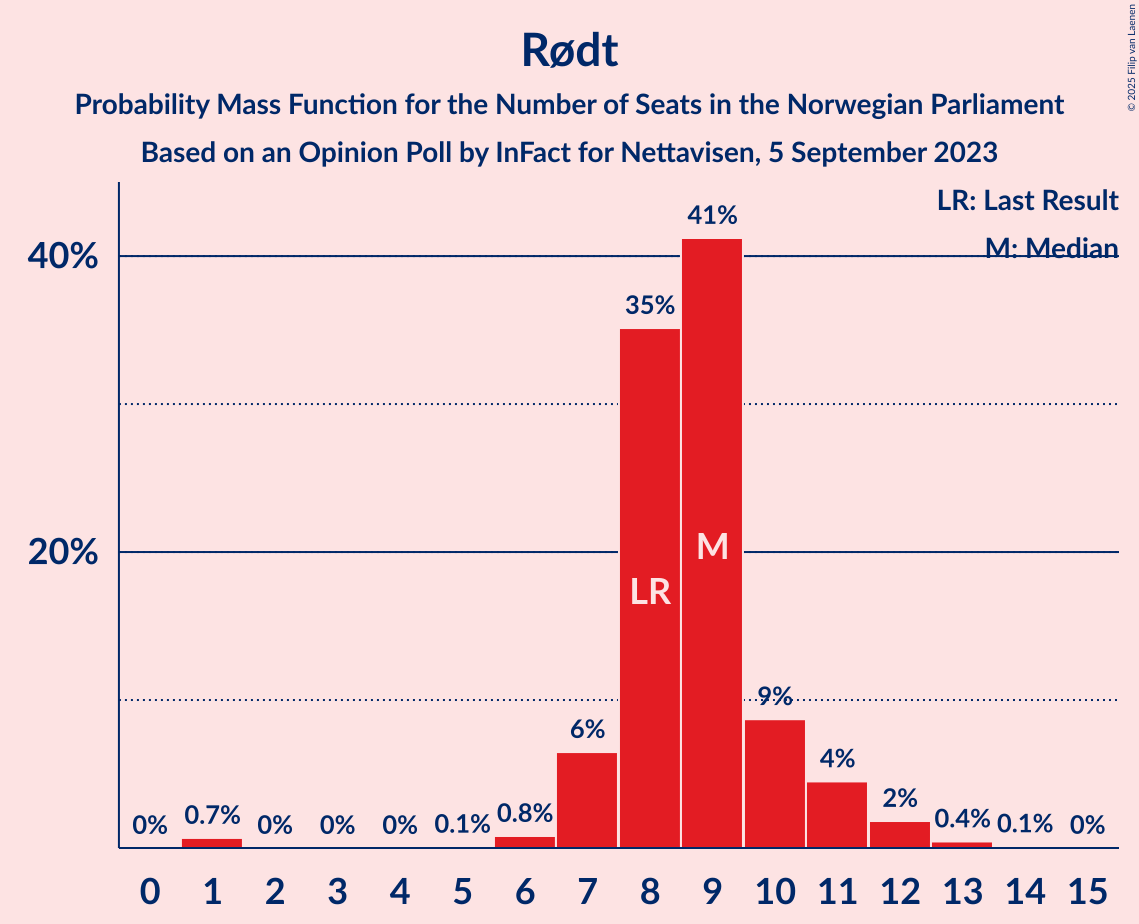 Rødt
Probability Mass Function for the Number of Seats in the Norwegian Parliament
Based on an Opinion Poll by InFact for Nettavisen, 5 September 2023
© 2025 Filip van Laenen
LR: Last Result
M: Median
40%
20%
0%
0.7%
0%
0%
0%
0.1%
0.8%
6%
35%
41%
9%
4%
2%
0.4%
0.1%
0%
LR
M
0 1 2 3 4 5 6 7 8 9 10 11 12 13 14 15